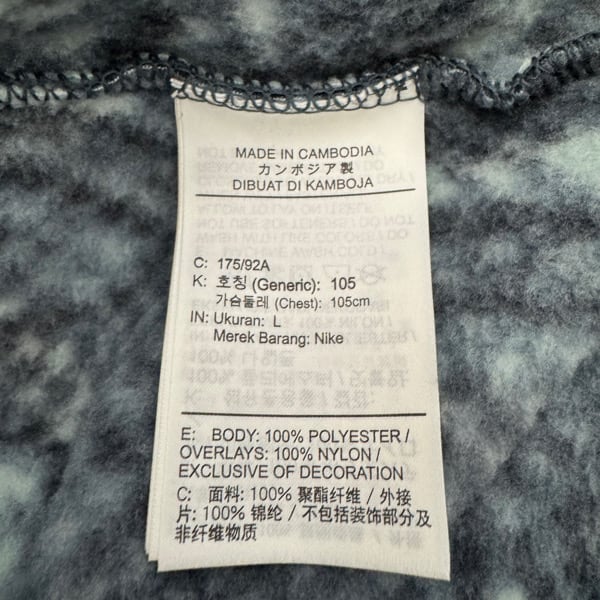 MADE IN CAMBODIA
カンボジア製
DIBUAT DI KAMBOJA
C: 175/92A
K: 호칭 (Generic): 105
가슴둘레 (Chest): 105cm
IN: Ukuran: L
Merek Barang: Nike
E: BODY: 100% POLYESTER /
OVERLAYS: 100% NYLON /
EXCLUSIVE OF DECORATION
C: 面料: 100% 聚酯纤维 / 外接
片: 100% 锦纶 / 不包括装饰部分及
非纤维物质